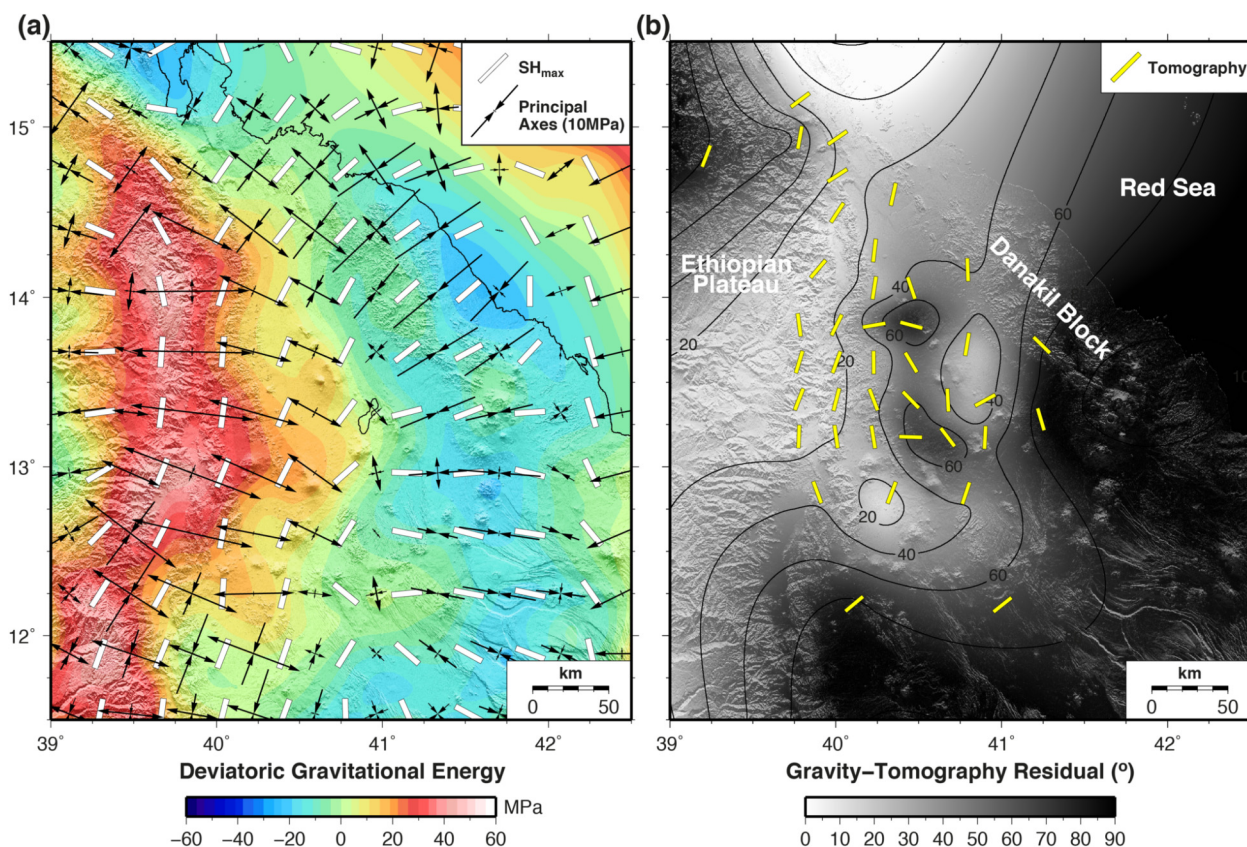 (a)
SHmax
Principal
Axes (10MPa)
15°
14°
13°
12°
39
40°
41°
42°
km
0 50
Deviatoric Gravitational Energy
MPa
−60 −40 −20 0 20 40 60
(b)
Tomography
Red Sea
60
Ethiopian
Plateau
Danakil Block
40
60
20
20
40
10
60
20
40
60
km
0 50
40°
41°
42°
Gravity−Tomography Residual (°)
0 10 20 30 40 50 60 70 80 90